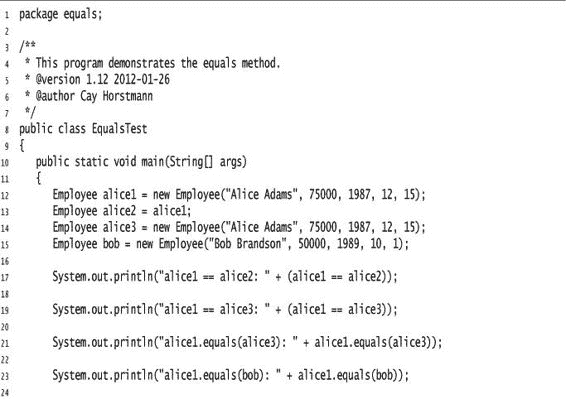 1 package equals;
2
3 /**
4  * This program demonstrates the equals method.
5  * @version 1.12 2012-01-26
6  * @author Cay Horstmann
7  */
8 public class EqualsTest
9 {
10    public static void main(String[] args)
11    {
12       Employee alice1 = new Employee("Alice Adams", 75000, 1987, 12, 15);
13       Employee alice2 = alice1;
14       Employee alice3 = new Employee("Alice Adams", 75000, 1987, 12, 15);
15       Employee bob = new Employee("Bob Brandson", 50000, 1989, 10, 1);
16
17       System.out.println("alice1 == alice2: " + (alice1 == alice2));
18
19       System.out.println("alice1 == alice3: " + (alice1 == alice3));
20
21       System.out.println("alice1.equals(alice3): " + alice1.equals(alice3));
22
23       System.out.println("alice1.equals(bob): " + alice1.equals(bob));
24